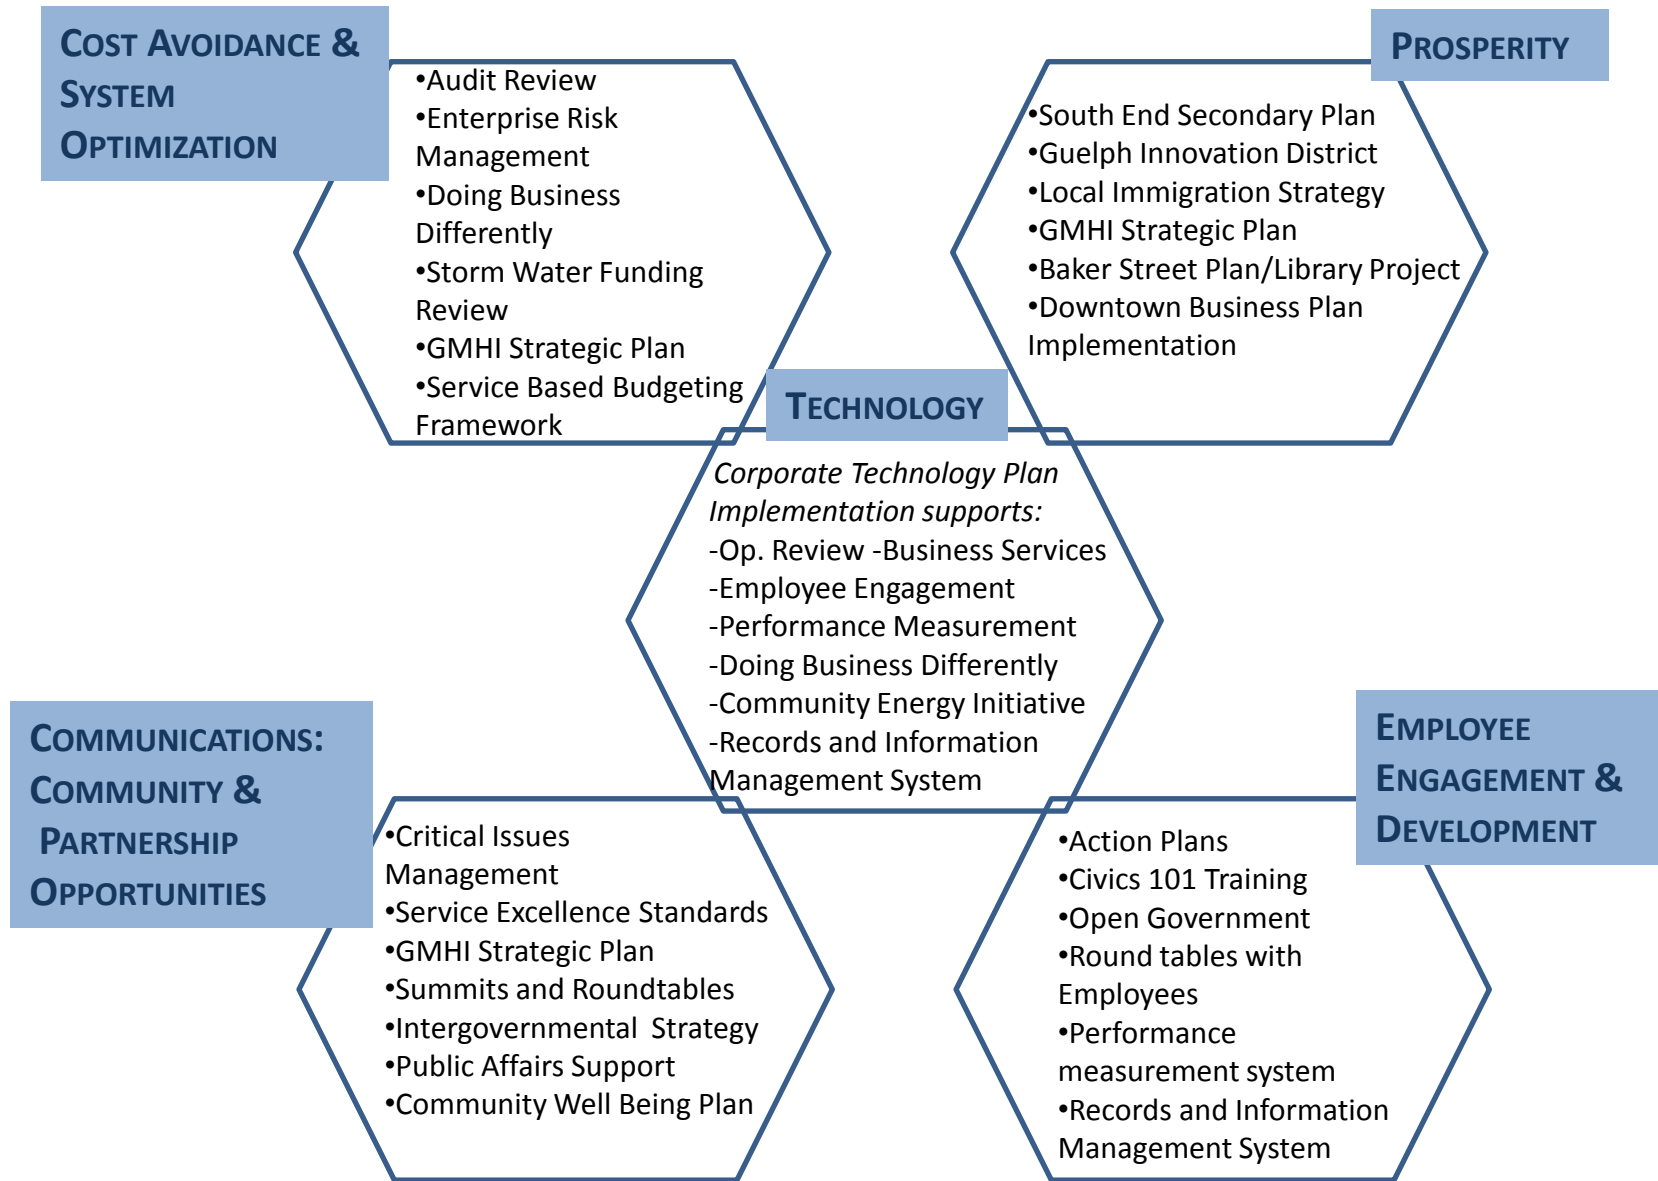 COST AVOIDANCE &
SYSTEM
OPTIMIZATION
•Audit Review
•Enterprise Risk
Management
•Doing Business
Differently
•Storm Water Funding
Review
•GMHI Strategic Plan
•Service Based Budgeting
Framework
PROSPERITY
•South End Secondary Plan
•Guelph Innovation District
•Local Immigration Strategy
•GMHI Strategic Plan
•Baker Street Plan/Library Project
•Downtown Business Plan
Implementation
TECHNOLOGY
Corporate Technology Plan
Implementation supports:
-Op. Review -Business Services
-Employee Engagement
-Performance Measurement
-Doing Business Differently
-Community Energy Initiative
-Records and Information
Management System
COMMUNICATIONS:
COMMUNITY &
PARTNERSHIP
OPPORTUNITIES
•Critical Issues
Management
•Service Excellence Standards
•GMHI Strategic Plan
•Summits and Roundtables
•Intergovernmental  Strategy
•Public Affairs Support
•Community Well Being Plan
EMPLOYEE
ENGAGEMENT &
DEVELOPMENT
•Action Plans
•Civics 101 Training
•Open Government
•Round tables with
Employees
•Performance
measurement system
•Records and Information
Management System